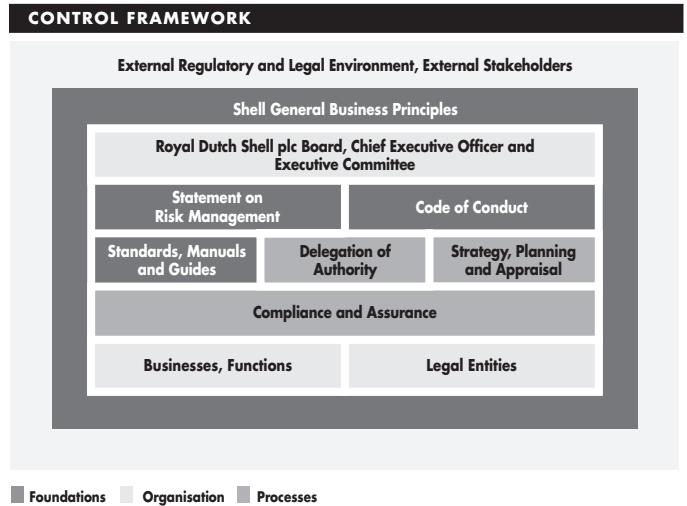 CONTROL FRAMEWORK
External Regulatory and Legal Environment, External Stakeholders
Shell General Business Principles
Royal Dutch Shell plc Board, Chief Executive Officer and
Executive Committee
Statement on
Risk Management
Code of Conduct
Standards, Manuals
and Guides
Delegation of
Authority
Strategy, Planning
and Appraisal
Compliance and Assurance
Businesses, Functions
Legal Entities
Foundations
Organisation
Processes